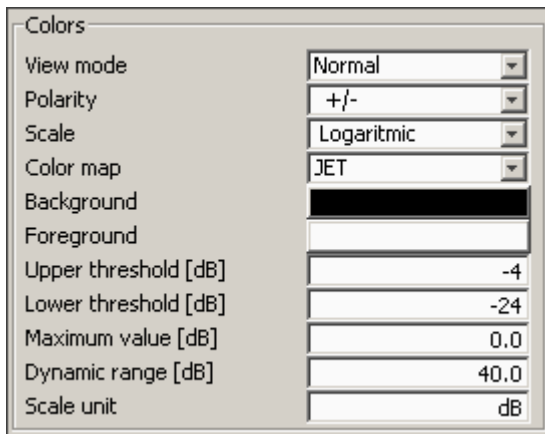 Colors
View mode Normal
Polarity +/-
Scale Logaritmic
Color map JET
Background
Foreground
Upper threshold [dB] -4
Lower threshold [dB] -24
Maximum value [dB] 0.0
Dynamic range [dB] 40.0
Scale unit dB